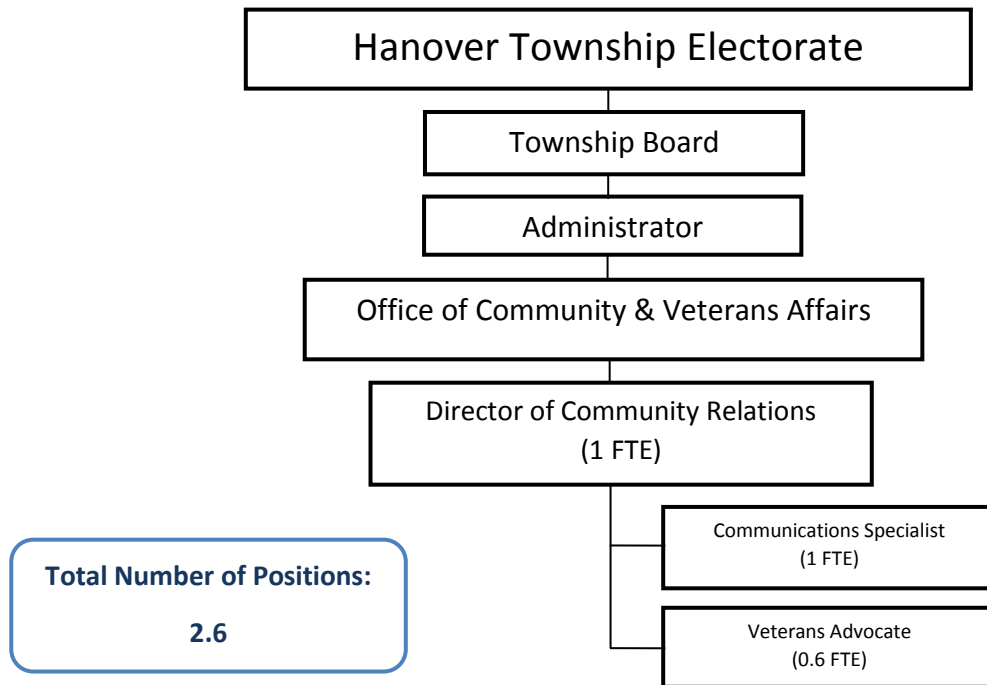 Hanover Township Electorate
Township Board
Administrator
Office of Community & Veterans Affairs
Director of Community Relations
(1 FTE)
Communications Specialist
(1 FTE)
Total Number of Positions:
2.6
Veterans Advocate
(0.6 FTE)